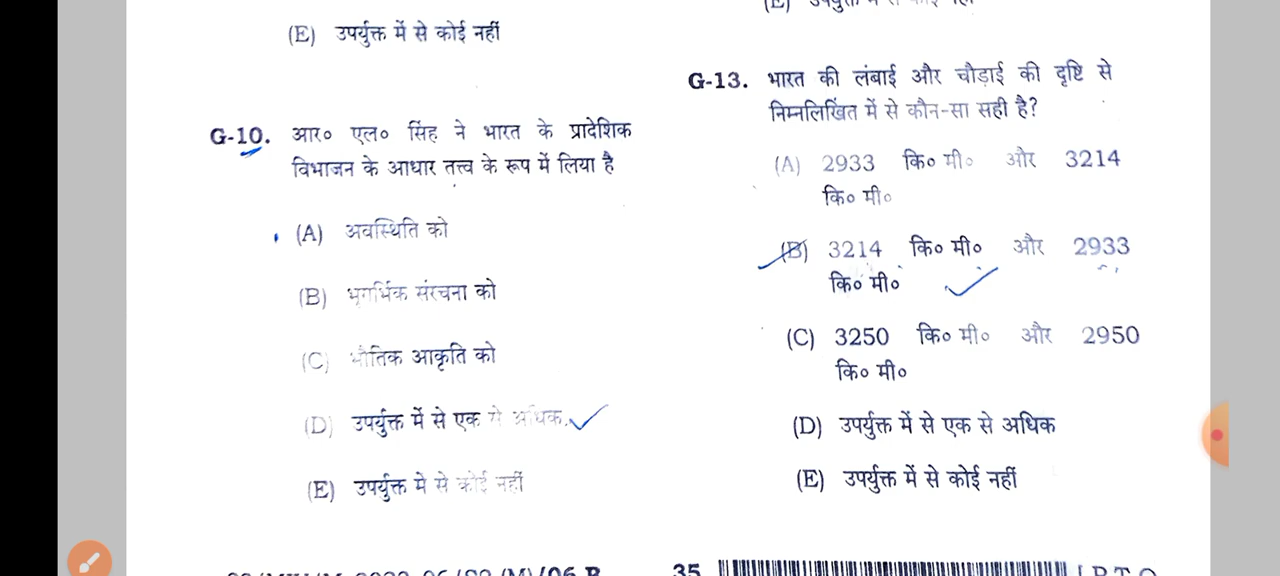 (E) उपर्युक्त में से कोई नहीं
G-10. आर० एल० सिंह ने भारत के प्रादेशिक
विभाजन के आधार तत्त्व के रूप में लिया है
(A) अवस्थिति को
(B) भूगर्भिक संरचना को
(C) भौतिक आकृति को
(D) उपर्युक्त में से एक से अधिक
(E) उपर्युक्त में से कोई नहीं
G-13. भारत की लंबाई और चौड़ाई की दृष्टि से
निम्नलिखित में से कौन-सा सही है?
(A) 2933 कि० मी० और 3214
कि० मी०
(B) 3214 कि० मी० और 2933
कि० मी०
(C) 3250 कि० मी० और 2950
कि० मी०
(D) उपर्युक्त में से एक से अधिक
(E) उपर्युक्त में से कोई नहीं
35